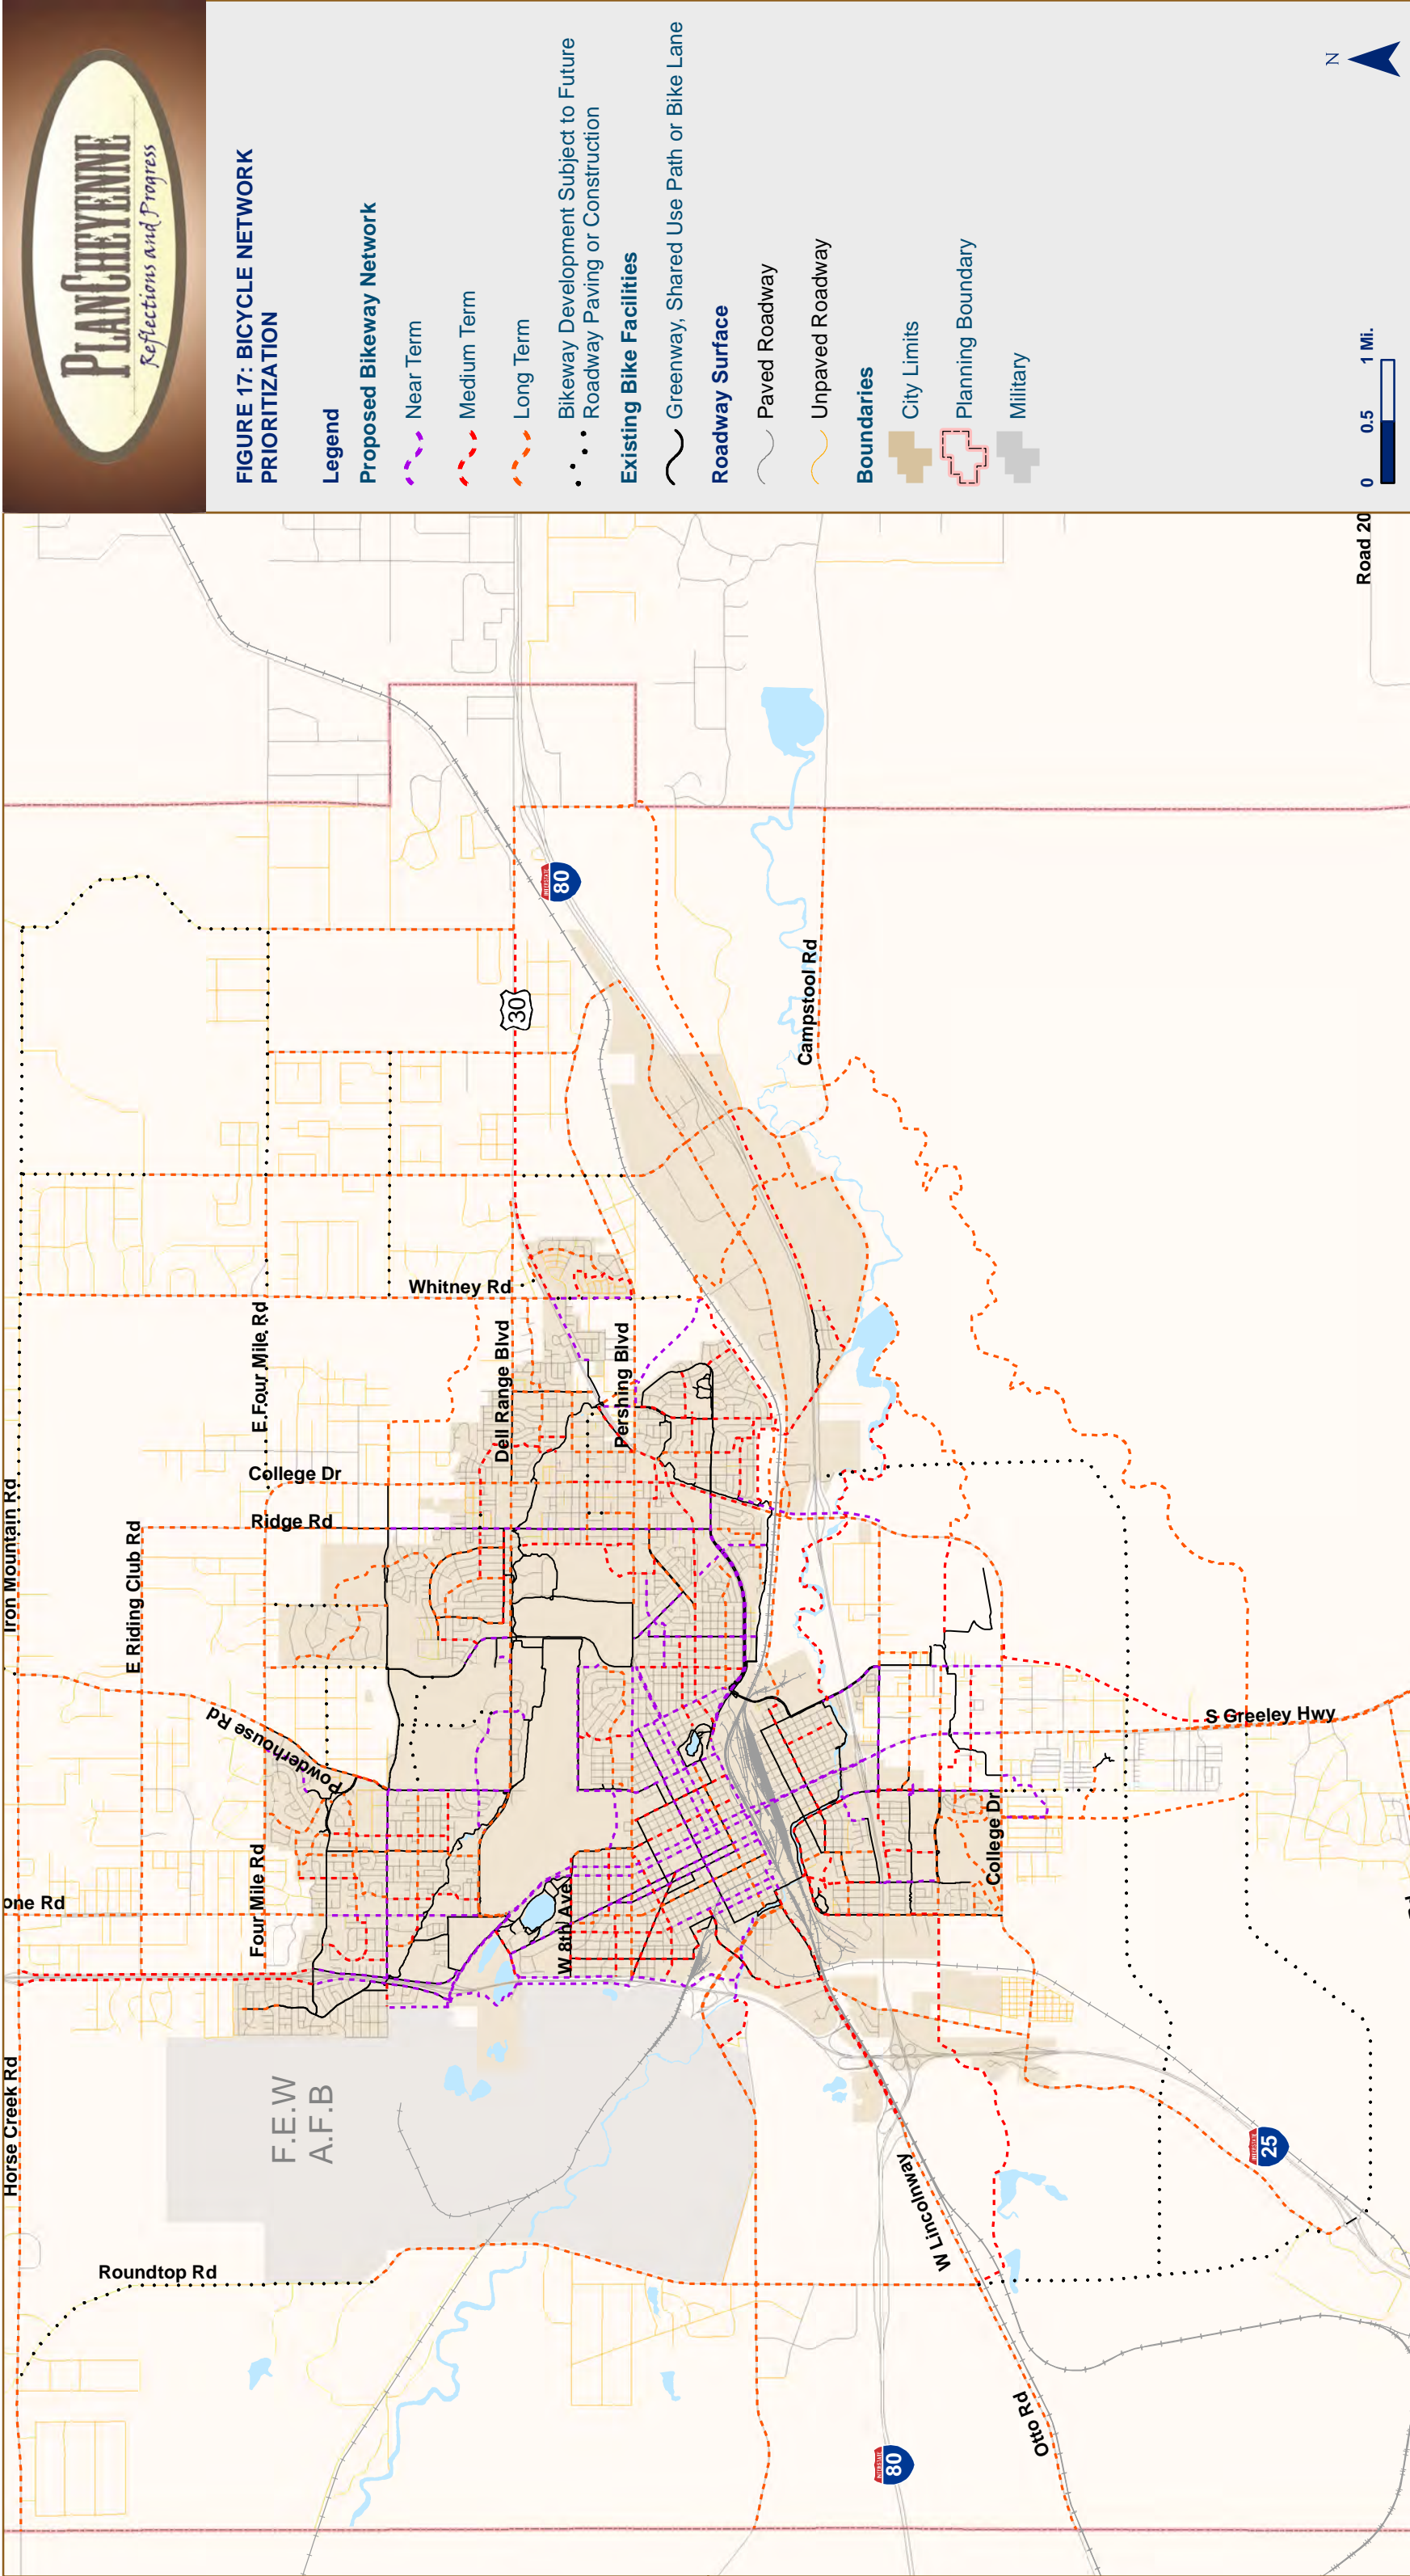 PLANCHEYENNE
Reflections and Progress
FIGURE 17: BICYCLE NETWORK
PRIORITIZATION
Legend
Proposed Bikeway Network
Near Term
Medium Term
Long Term
Bikeway Development Subject to Future
Roadway Paving or Construction
Existing Bike Facilities
Greenway, Shared Use Path or Bike Lane
Roadway Surface
Paved Roadway
Unpaved Roadway
Boundaries
City Limits
Planning Boundary
Military
0 0.5 1 Mi.
N
Horse Creek Rd
Iron Mountain Rd
one Rd
Roundtop Rd
E Riding Club Rd
Powderhouse Rd
Four Mile Rd
E Four Mile Rd
F.E.W
A.F.B
Ridge Rd
College Dr
Whitney Rd
Dell Range Blvd
30
INTERSTATE
80
W 8th Ave
Pershing Blvd
Campstool Rd
INTERSTATE
80
W Lincolnway
College Dr
Otto Rd
S Greeley Hwy
INTERSTATE
25
Road 20